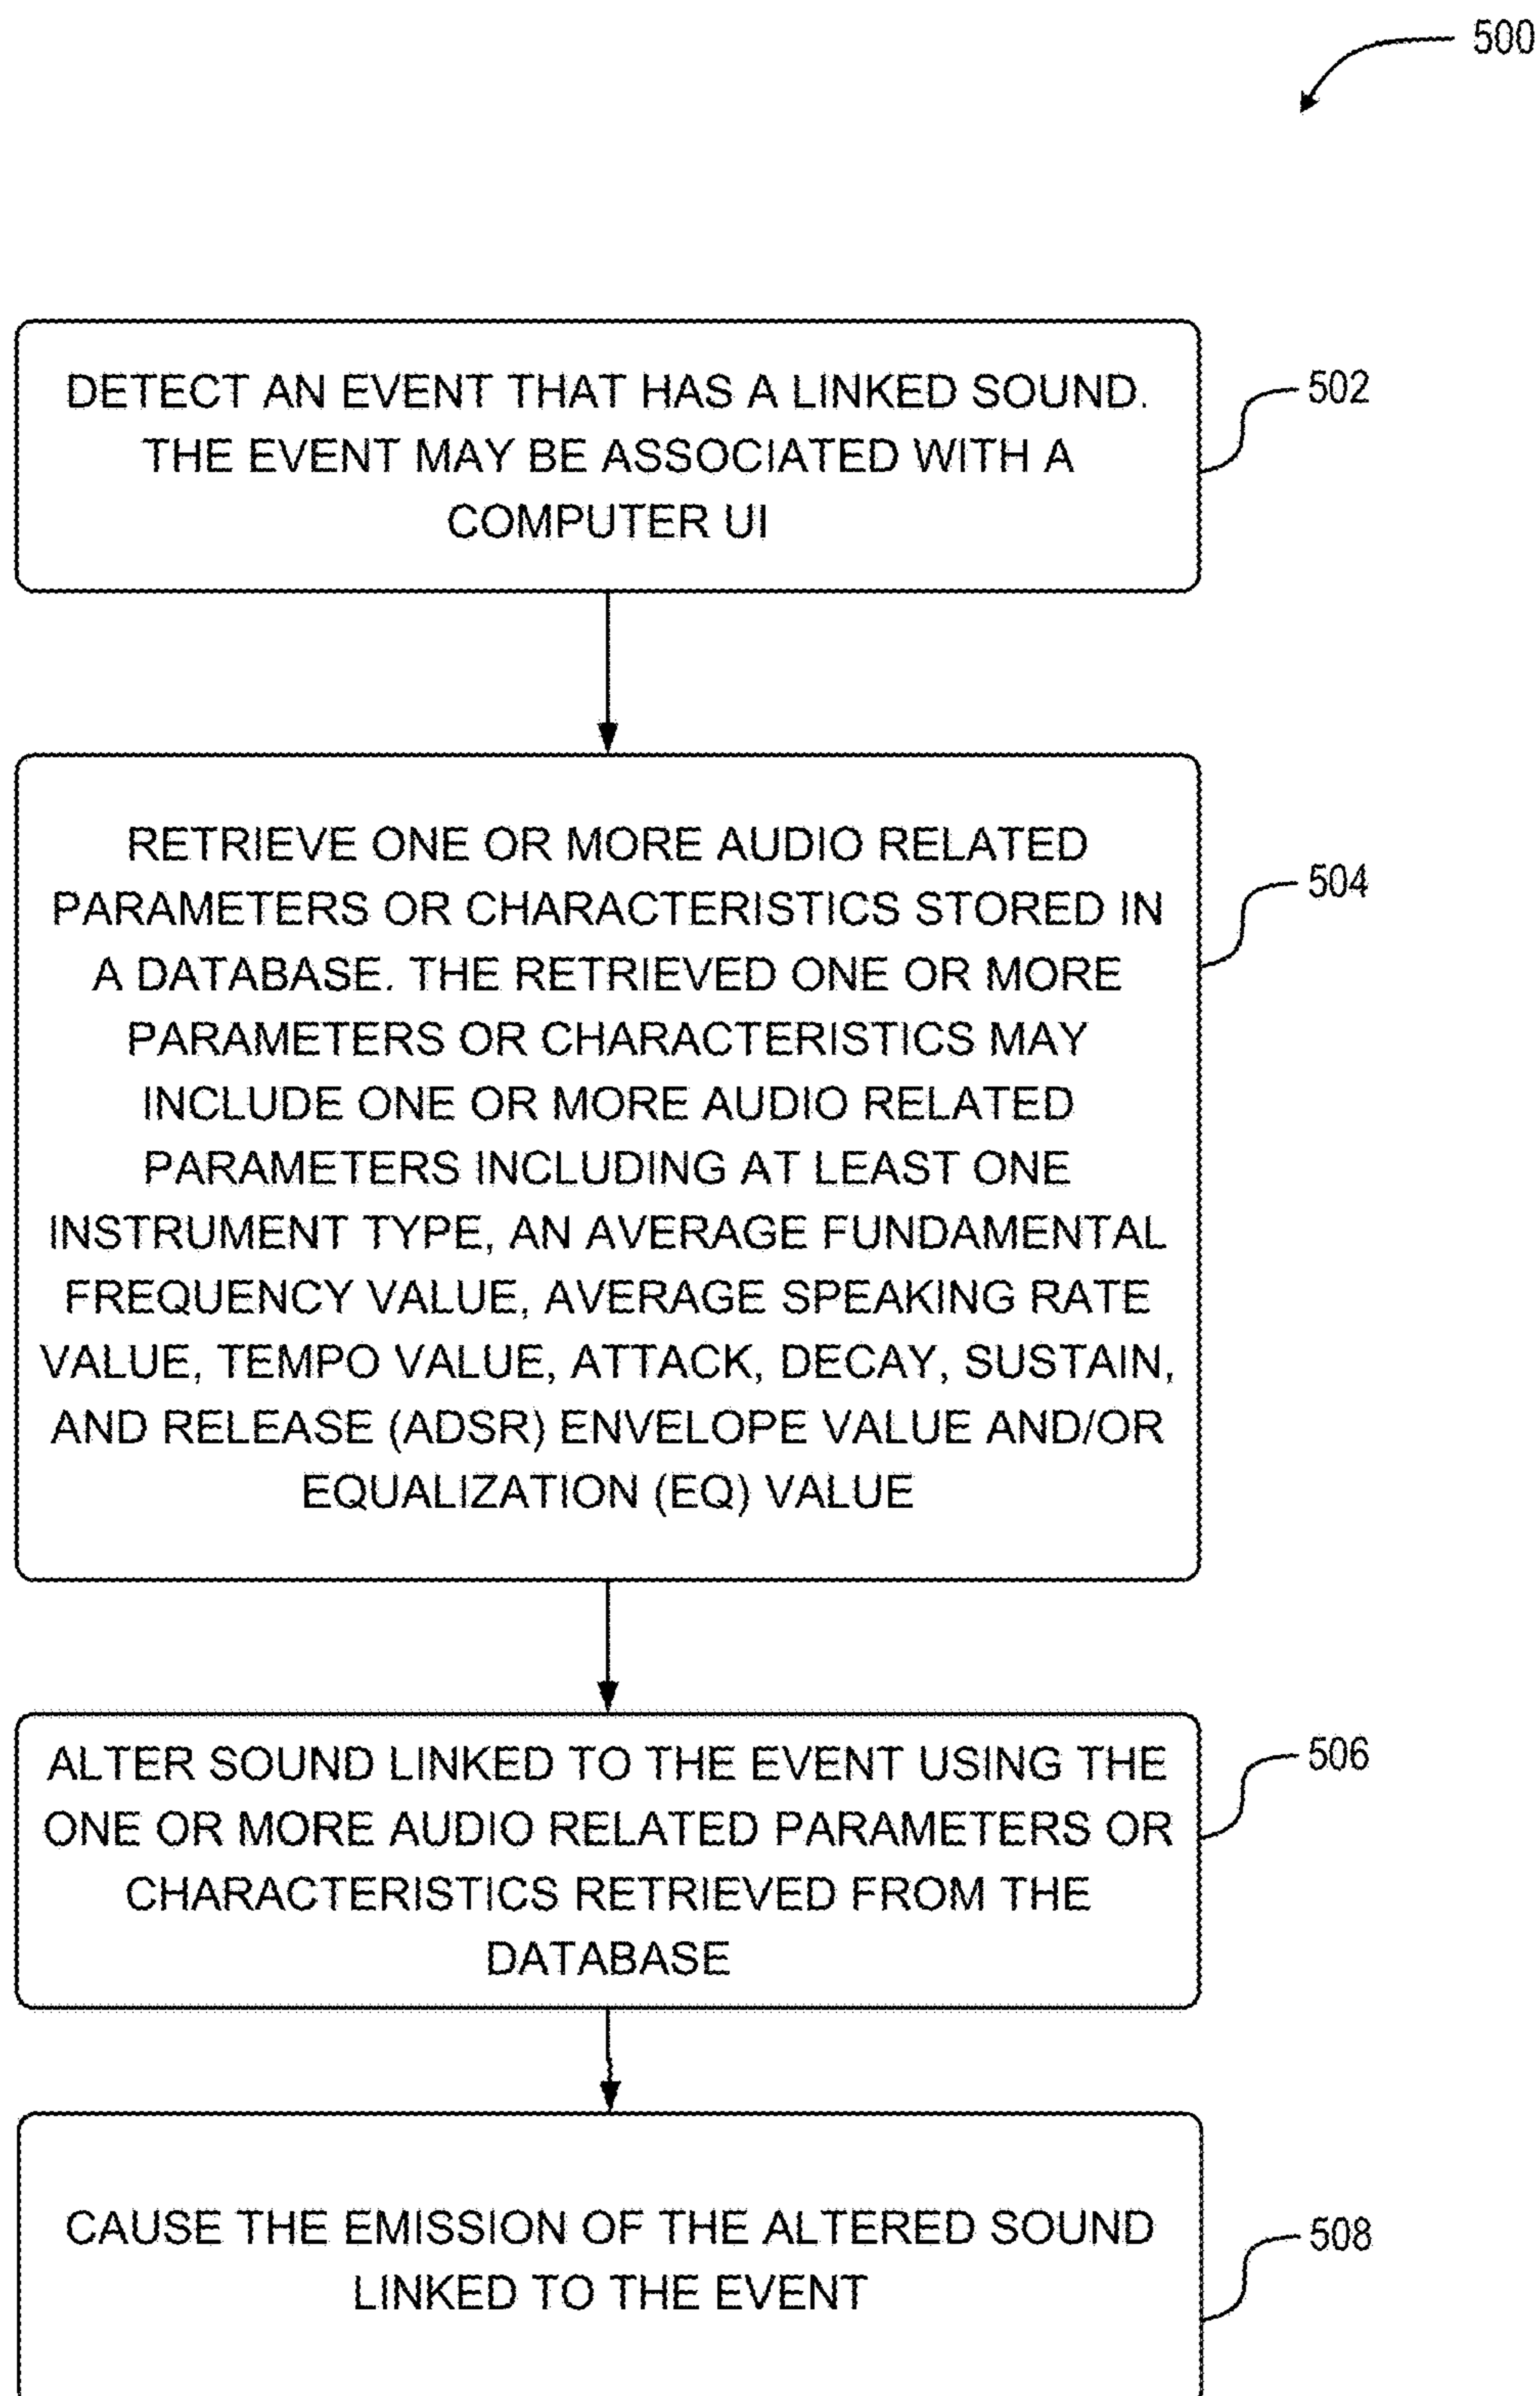 500
DETECT AN EVENT THAT HAS A LINKED SOUND.
THE EVENT MAY BE ASSOCIATED WITH A
COMPUTER UI
502
RETRIEVE ONE OR MORE AUDIO RELATED
PARAMETERS OR CHARACTERISTICS STORED IN
A DATABASE. THE RETRIEVED ONE OR MORE
PARAMETERS OR CHARACTERISTICS MAY
INCLUDE ONE OR MORE AUDIO RELATED
PARAMETERS INCLUDING AT LEAST ONE
INSTRUMENT TYPE, AN AVERAGE FUNDAMENTAL
FREQUENCY VALUE, AVERAGE SPEAKING RATE
VALUE, TEMPO VALUE, ATTACK, DECAY, SUSTAIN,
AND RELEASE (ADSR) ENVELOPE VALUE AND/OR
EQUALIZATION (EQ) VALUE
504
ALTER SOUND LINKED TO THE EVENT USING THE
ONE OR MORE AUDIO RELATED PARAMETERS OR
CHARACTERISTICS RETRIEVED FROM THE
DATABASE
506
CAUSE THE EMISSION OF THE ALTERED SOUND
LINKED TO THE EVENT
508